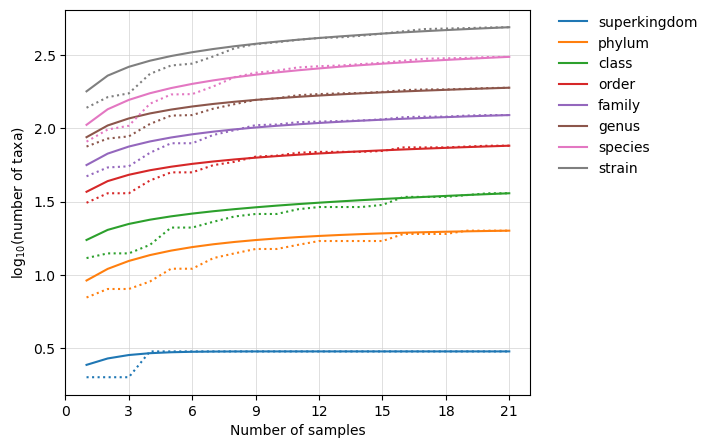 superkingdom
phylum
class
order
family
genus
species
strain
log10(number of taxa)
2.5
2.0
1.5
1.0
0.5
0 3 6 9 12 15 18 21
Number of samples